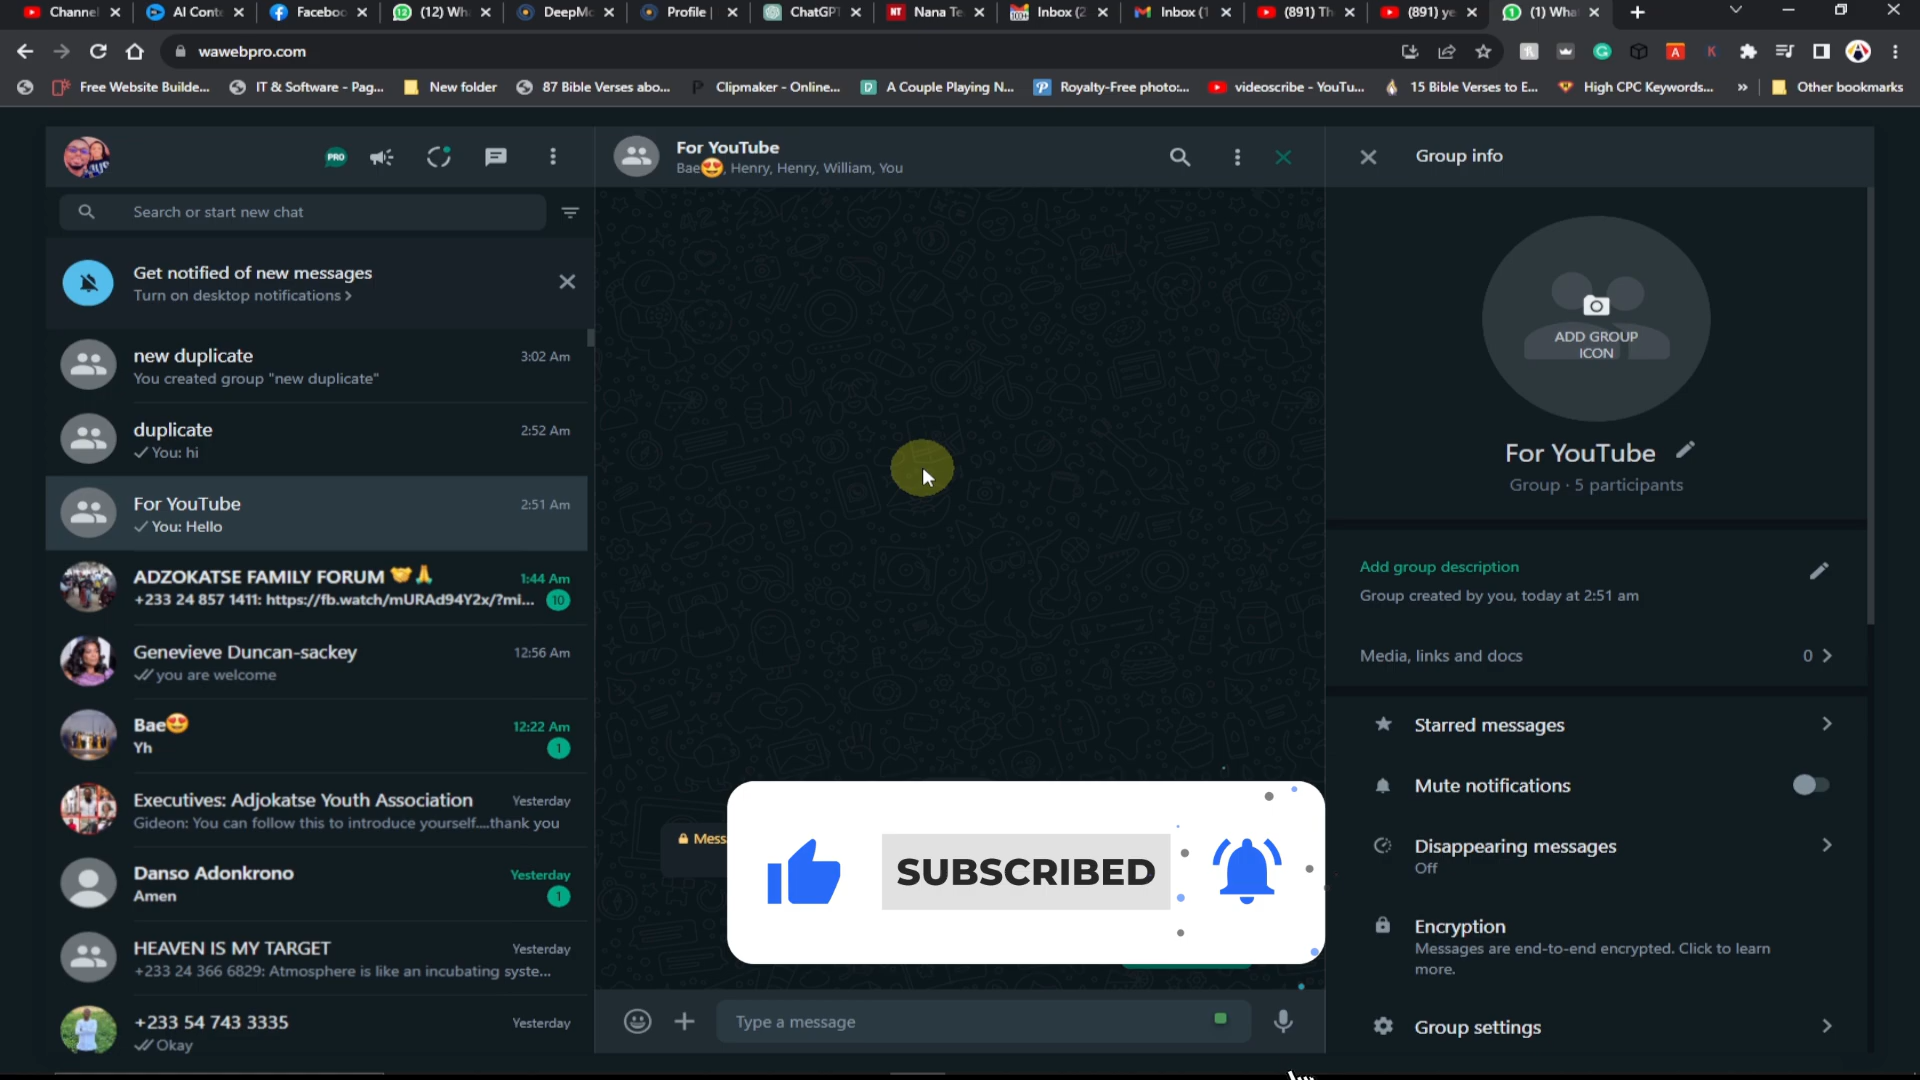 Channel
AI Cont
Faceboo
(12) Wh
DeepMo
Profile |
ChatGPT
Nana Te
Inbox (2
Inbox (1
(891) Th
(891) ye
(1) What
wawebpro.com
Free Website Builde...
IT & Software - Pag...
New folder
87 Bible Verses abo...
Clipmaker - Online...
A Couple Playing N...
Royalty-Free photo:...
videoscribe - YouTu...
15 Bible Verses to E...
High CPC Keywords...
»
Other bookmarks
PRO
Search or start new chat
Get notified of new messages
Turn on desktop notifications >
new duplicate
3:02 Am
You created group "new duplicate"
duplicate
2:52 Am
You: hi
For YouTube
2:51 Am
You: Hello
ADZOKATSE FAMILY FORUM 🤝🙏
1:44 Am
+233 24 857 1411: https://fb.watch/mURAd94Y2x/?mi...
10
Genevieve Duncan-sackey
12:56 Am
you are welcome
Bae😍
12:22 Am
Yh
1
Executives: Adjokatse Youth Association
Yesterday
Gideon: You can follow this to introduce yourself....thank you
Danso Adonkrono
Yesterday
Amen
1
HEAVEN IS MY TARGET
Yesterday
+233 24 366 6829: Atmosphere is like an incubating syste...
+233 54 743 3335
Yesterday
Okay
For YouTube
Bae😍, Henry, Henry, William, You
Mess
SUBSCRIBED
Type a message
Group info
ADD GROUP
ICON
For YouTube
Group · 5 participants
Add group description
Group created by you, today at 2:51 am
Media, links and docs
0
Starred messages
Mute notifications
Disappearing messages
Off
Encryption
Messages are end-to-end encrypted. Click to learn
more.
Group settings